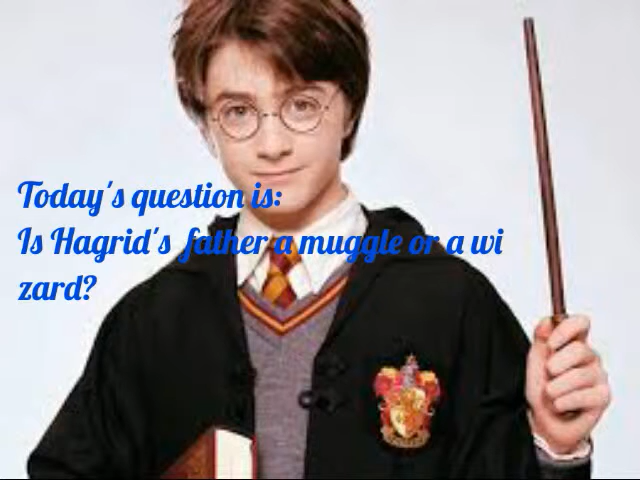 Today's question is:
Is Hagrid's father a muggle or a wi
zard?